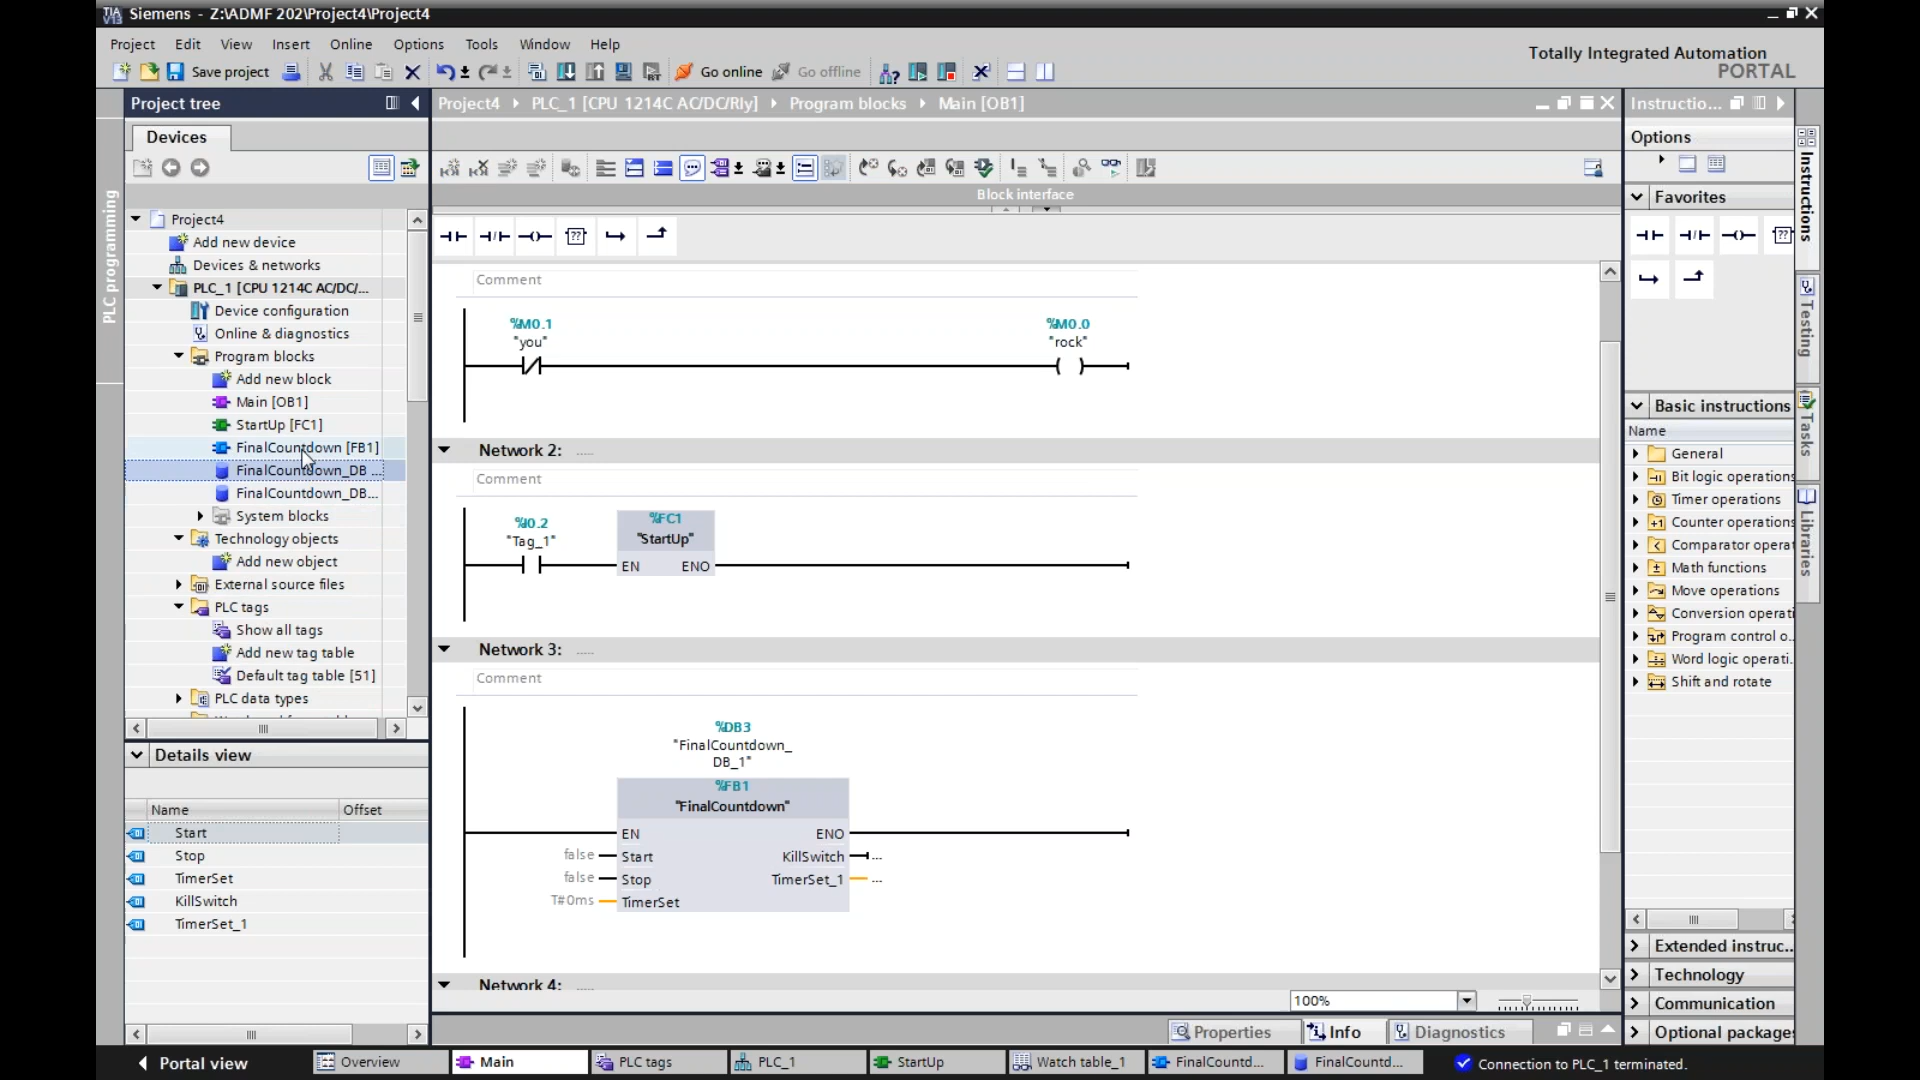 Siemens - Z:\ADMF 202\Project4\Project4
Project Edit View Insert Online Options Tools Window Help
Totally Integrated Automation
PORTAL
Save project
Go online
Go offline
Project tree
Project4 PLC_1 [CPU 1214C AC/DC/Rly] Program blocks Main [OB1]
Instructio...
Devices
Options
PLC programming
Block interface
Favorites
Project4
Add new device
Devices & networks
PLC_1 [CPU 1214C AC/DC/...
Device configuration
Online & diagnostics
Program blocks
Add new block
Main [OB1]
StartUp [FC1]
FinalCountdown [FB1]
FinalCountdown_DB ...
FinalCountdown_DB...
System blocks
Technology objects
Add new object
External source files
PLC tags
Show all tags
Add new tag table
Default tag table [51]
PLC data types
Details view
Name Offset
Start
Stop
TimerSet
KillSwitch
TimerSet_1
Comment
%M0.1
"you"
%M0.0
"rock"
Network 2: .....
Comment
%I0.2
"Tag_1"
%FC1
"StartUp"
EN ENO
Network 3: .....
Comment
%DB3
"FinalCountdown_
DB_1"
%FB1
"FinalCountdown"
EN ENO
false Start KillSwitch ...
false Stop TimerSet_1 ...
T#0ms TimerSet
Network 4: .....
100%
Properties Info Diagnostics
Basic instructions
Name
General
Bit logic operations
Timer operations
Counter operations
Comparator operat
Math functions
Move operations
Conversion operati
Program control o...
Word logic operati...
Shift and rotate
Extended instruc...
Technology
Communication
Optional packages
Instructions
Testing
Tasks
Libraries
Portal view Overview Main PLC tags PLC_1 StartUp Watch table_1 FinalCountd... FinalCountd... Connection to PLC_1 terminated.